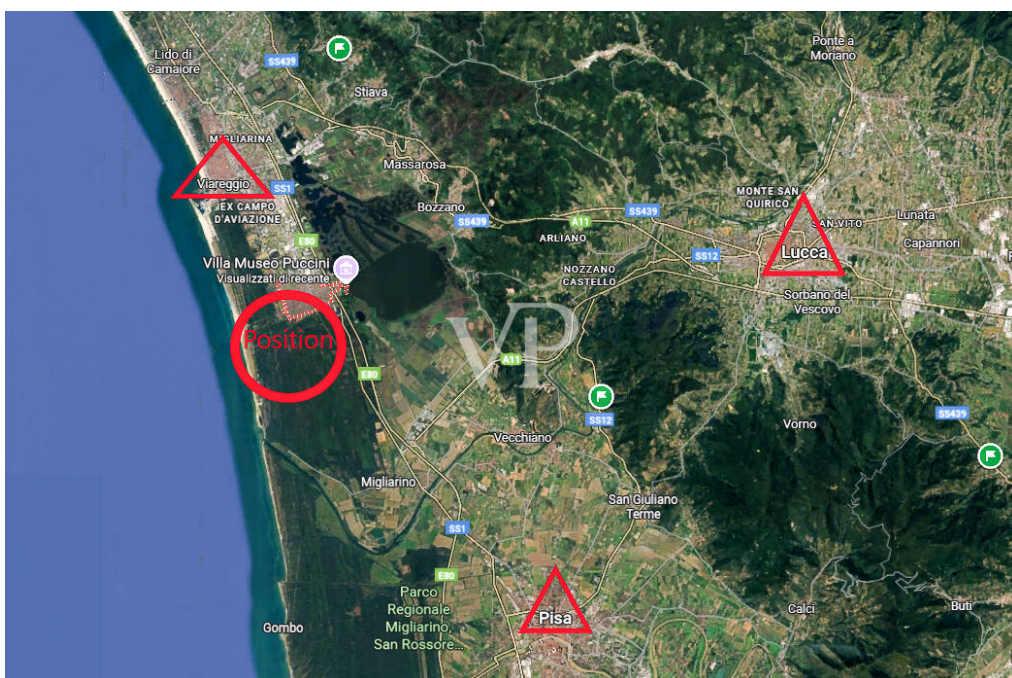 Lido di
Camaiore
SS439
Stiava
Ponte a
Moriano
MIGLIARINA
Massarosa
Viareggio
SS1
EX CAMPO
D'AVIAZIONE
Bozzano
SS439
A11
SS439
ARLIANO
MONTE SAN
QUIRICO
SAN VITO
Lunata
Capannori
E80
SS12
Lucca
Villa Museo Puccini
Visualizzati di recente
NOZZANO
CASTELLO
Sorbano del
Vescovo
Position
VP
A11
E80
SS12
SS439
Vorno
Vecchiano
Migliarino
San Giuliano
Terme
SS1
E80
Parco
Regionale
Migliarino,
San Rossore...
Pisa
Calci
Buti
Gombo